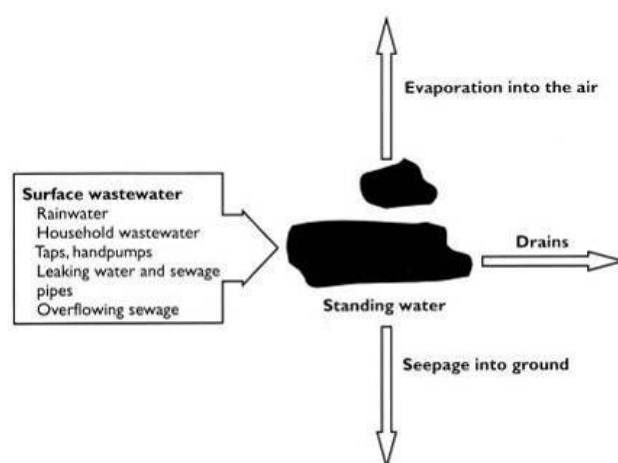 Evaporation into the air
Surface wastewater
Rainwater
Household wastewater
Taps, handpumps
Leaking water and sewage
pipes
Overflowing sewage
Drains
Standing water
Seepage into ground